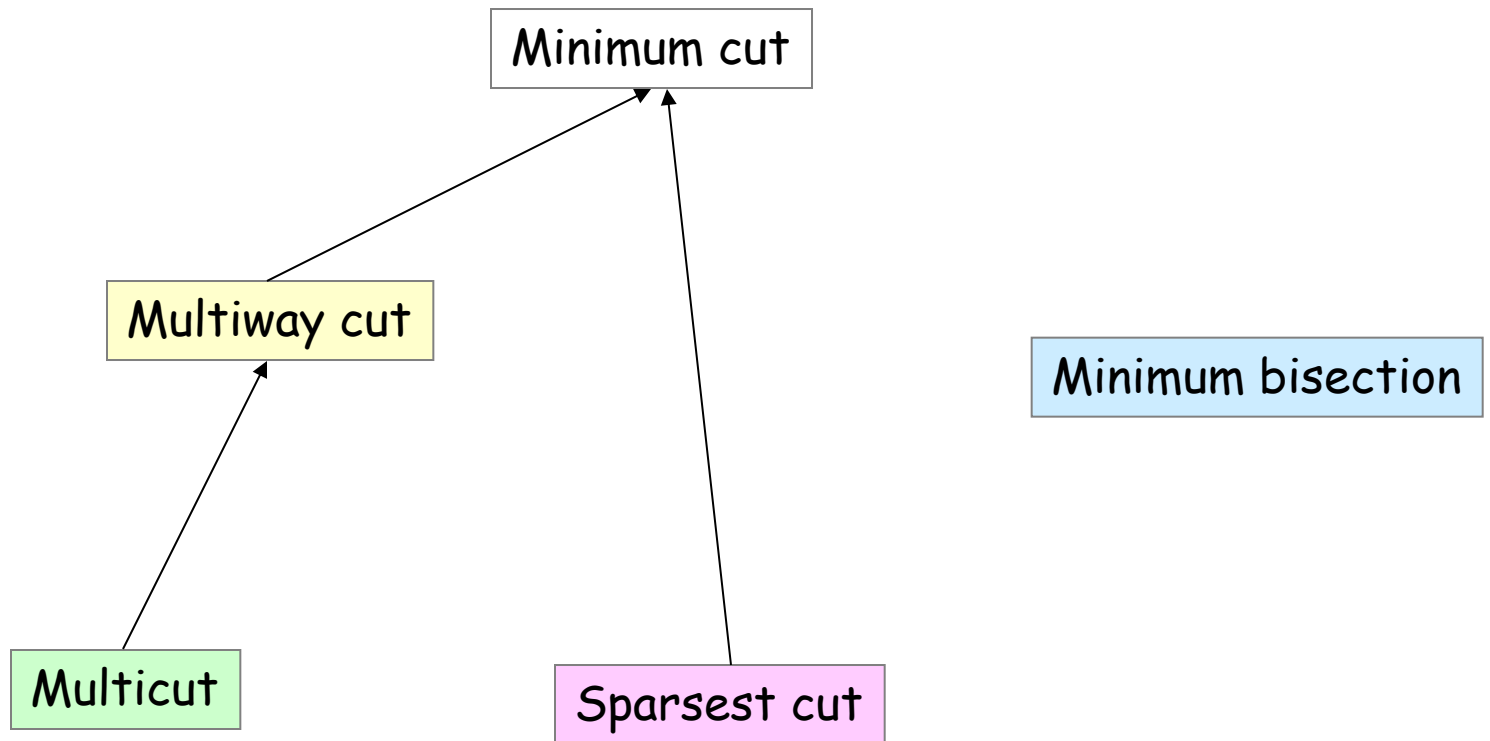 Minimum cut
Multiway cut
Minimum bisection
Multicut
Sparsest cut